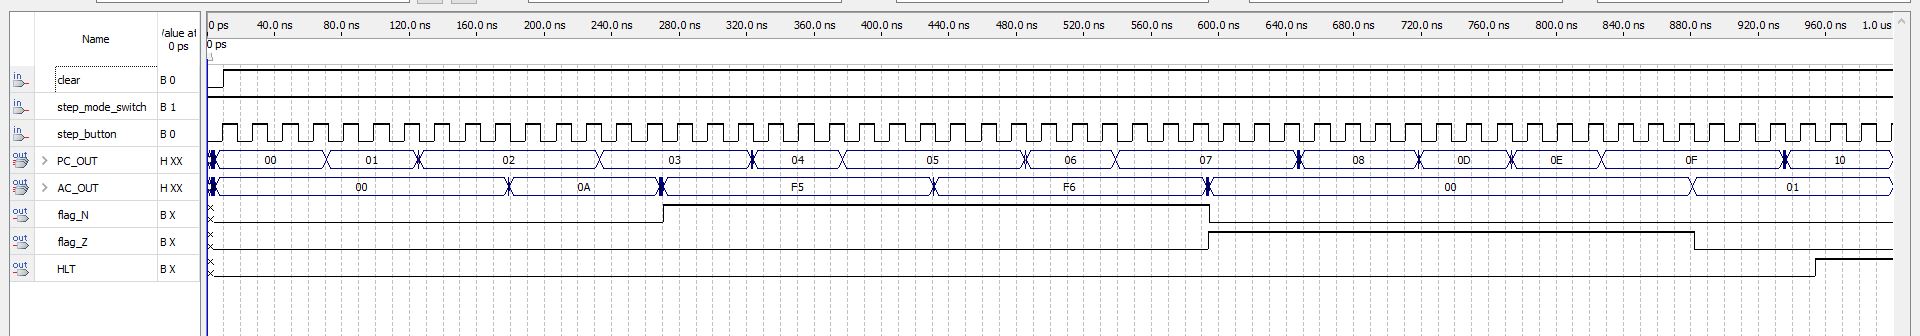 Name
Value at
0 ps
0 ps 40.0 ns 80.0 ns 120.0 ns 160.0 ns 200.0 ns 240.0 ns 280.0 ns 320.0 ns 360.0 ns 400.0 ns 440.0 ns 480.0 ns 520.0 ns 560.0 ns 600.0 ns 640.0 ns 680.0 ns 720.0 ns 760.0 ns 800.0 ns 840.0 ns 880.0 ns 920.0 ns 960.0 ns 1.0 us
0 ps
in clear B 0
in step_mode_switch B 1
in step_button B 0
out PC_OUT H XX 00 01 02 03 04 05 06 07 08 0D 0E 0F 10
out AC_OUT H XX 00 0A F5 F6 00 01
out flag_N B X
out flag_Z B X
out HLT B X